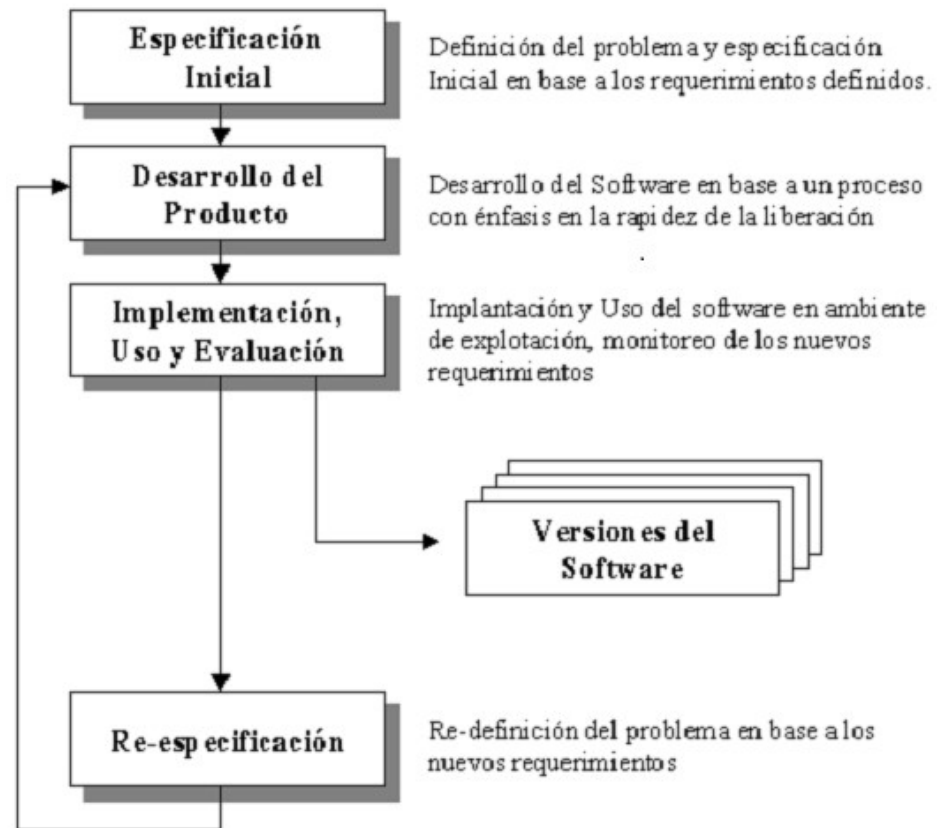 Especificación
Inicial
Definición del problema y especificación
Inicial en base a los requerimientos definidos.
Desarrollo del
Producto
Desarrollo del Software en base a un proceso
con énfasis en la rapidez de la liberación
Implementación,
Uso y Evaluación
Implantación y Uso del software en ambiente
de explotación, monitoreo de los nuevos
requerimientos
Versiones del
Software
Re-especificación
Re-definición del problema en base a los
nuevos requerimientos